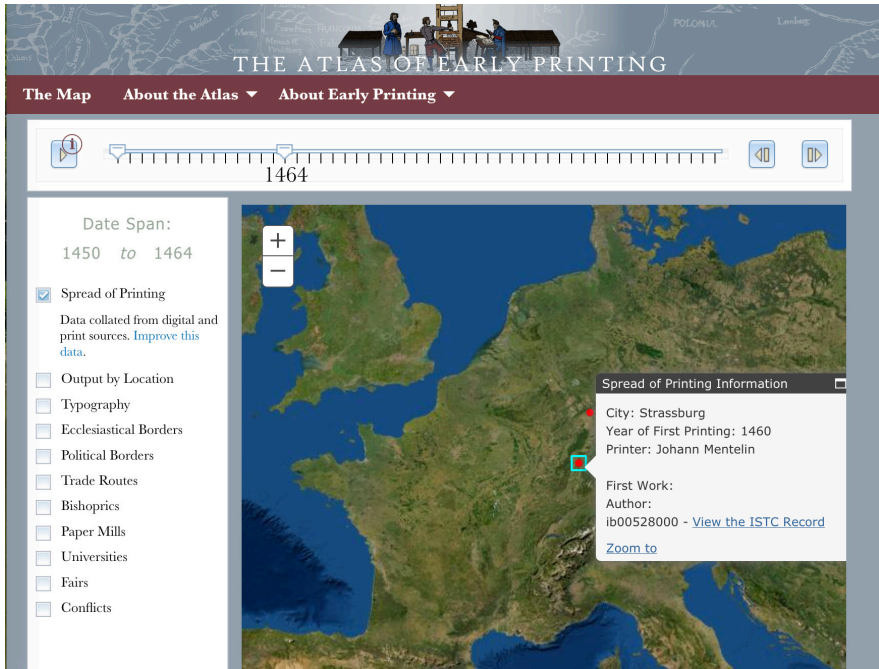 POLONIA
Lemberg
THE ATLAS OF EARLY PRINTING
The Map
About the Atlas
About Early Printing
1
1464
Date Span:
1450 to 1464
Spread of Printing
Data collated from digital and
print sources. Improve this
data.
Output by Location
Typography
Ecclesiastical Borders
Political Borders
Trade Routes
Bishoprics
Paper Mills
Universities
Fairs
Conflicts
+
−
Spread of Printing Information
City: Strassburg
Year of First Printing: 1460
Printer: Johann Mentelin
First Work:
Author:
ib00528000 - View the ISTC Record
Zoom to